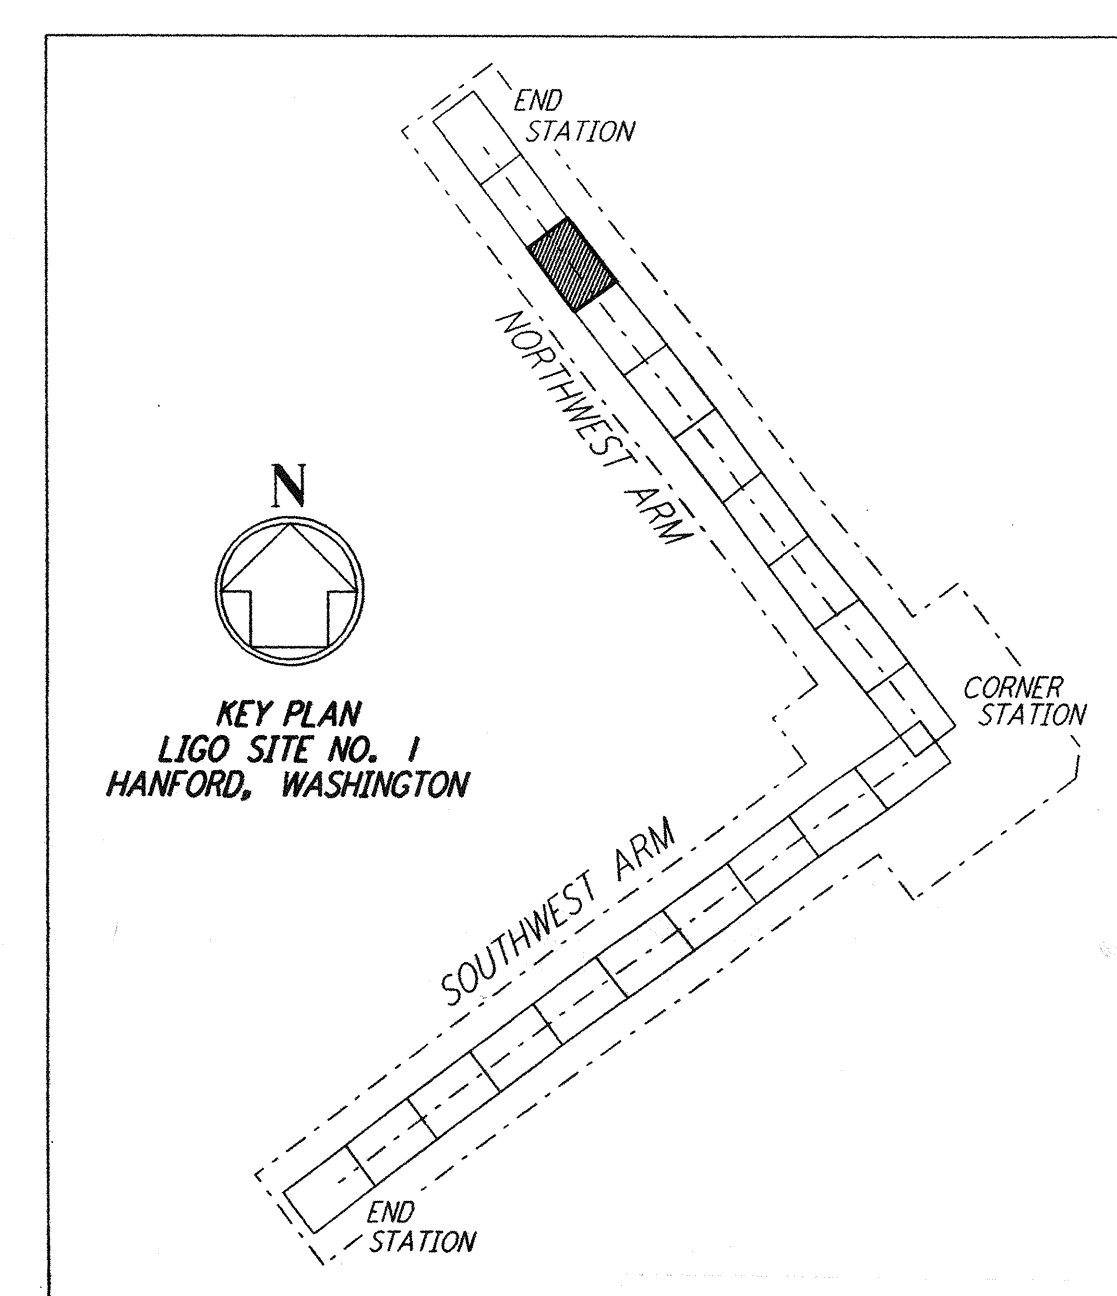 END
STATION
NORTHWEST ARM
N
KEY PLAN
LIGO SITE NO. 1
HANFORD, WASHINGTON
CORNER
STATION
SOUTHWEST ARM
END
STATION